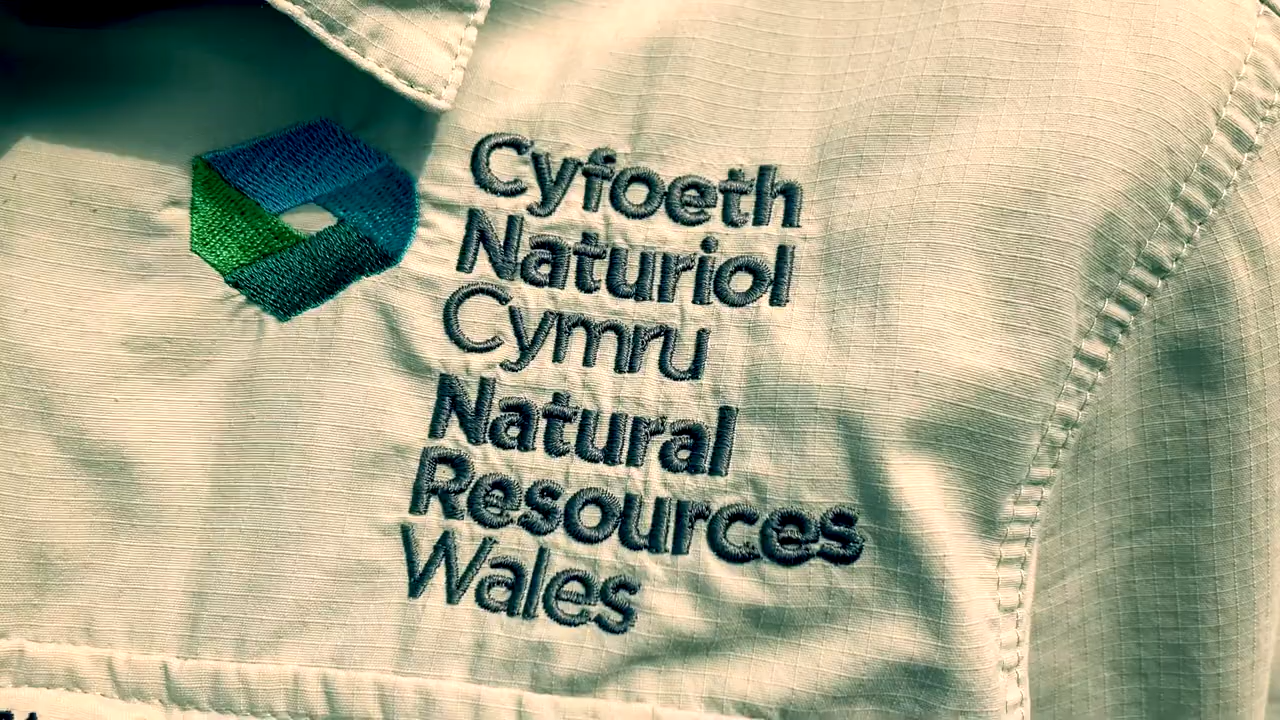 Cyfoeth
Naturiol
Cymru
Natural
Resources
Wales